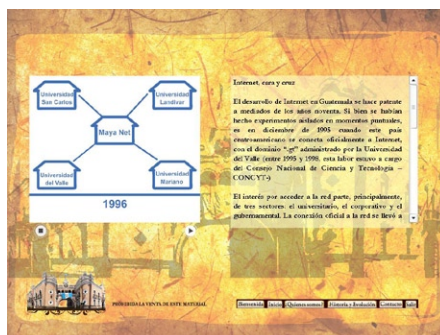 Universidad
San Carlos
Universidad
Landivar
Maya Net
Universidad
del Valle
Universidad
Mariano
1996
Internet, cara y cruz
El desarrollo de Internet en Guatemala se hace patente
a mediados de los años noventa. Si bien se habían
hecho experimentos aislados en momentos puntuales,
es en diciembre de 1995 cuando este país
centroamericano se conecta oficialmente a Internet,
con el dominio "-gt" administrado por la Universidad
del Valle (entre 1995 y 1998, esta labor estuvo a cargo
del Consejo Nacional de Ciencia y Tecnología –
CONCYT-)
El interés por acceder a la red parte, principalmente,
de tres sectores: el universitario, el corporativo y el
gubernamental. La conexión oficial a la red se llevó a
PROHIBIDA LA VENTA DE ESTE MATERIAL
Bienvenida Inicio ¿Quienes somos? Historia y Evolución Contacto Salir